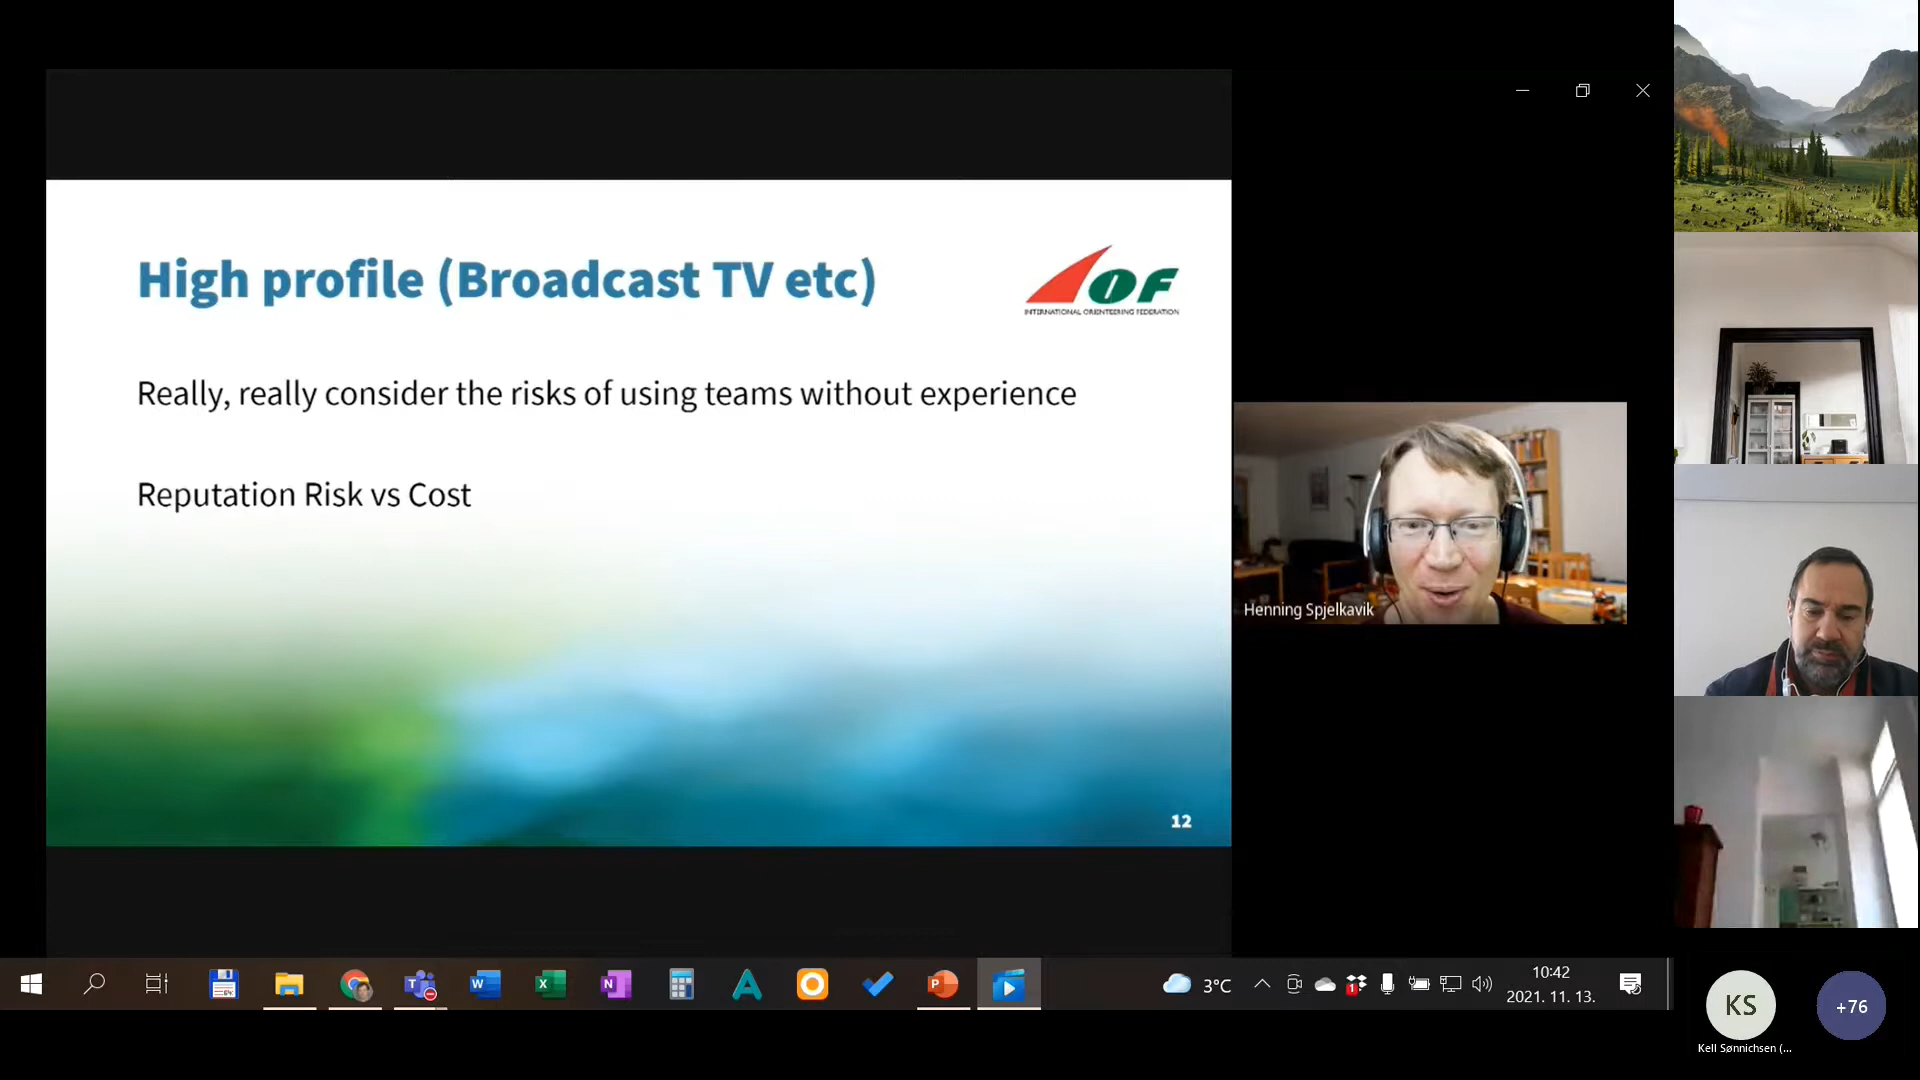 High profile (Broadcast TV etc)
IOF
INTERNATIONAL ORIENTEERING FEDERATION
Really, really consider the risks of using teams without experience
Reputation Risk vs Cost
12
Henning Spjelkavik
3°C
10:42
2021. 11. 13.
KS
+76
Kell Sønnichsen (...